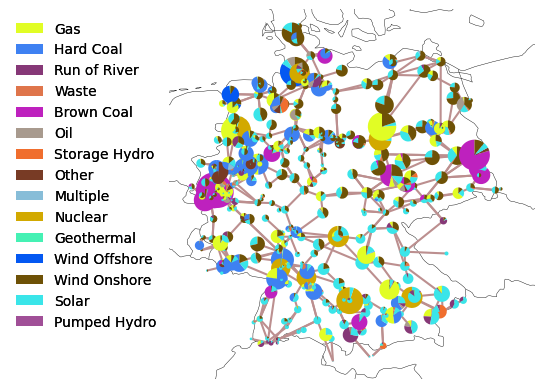 Gas
Hard Coal
Run of River
Waste
Brown Coal
Oil
Storage Hydro
Other
Multiple
Nuclear
Geothermal
Wind Offshore
Wind Onshore
Solar
Pumped Hydro